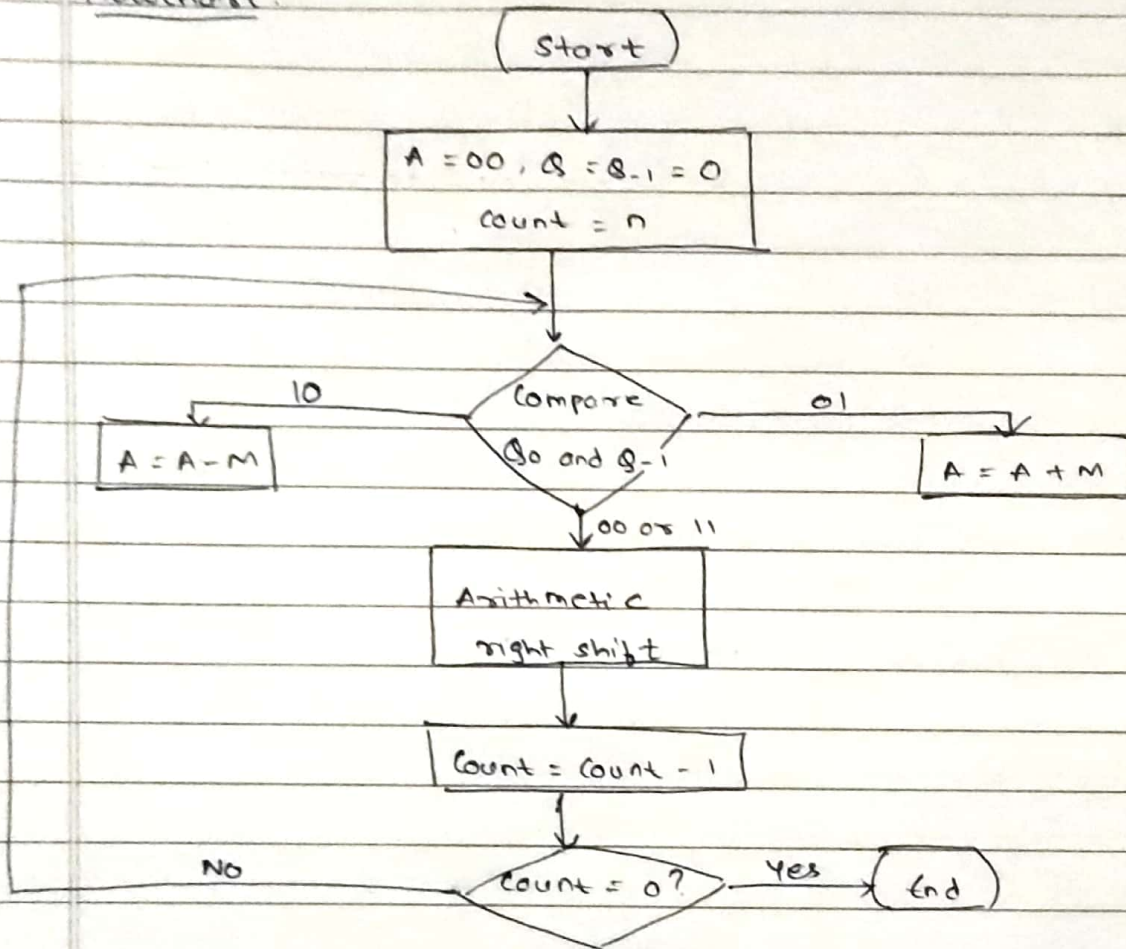 Start
A = 00, Q = Q-1 = 0
Count = n
10
Compare
01
Q0 and Q-1
A = A - M
A = A + M
00 or 11
Arithmetic
right shift
Count = Count - 1
No
Count = 0?
Yes
End